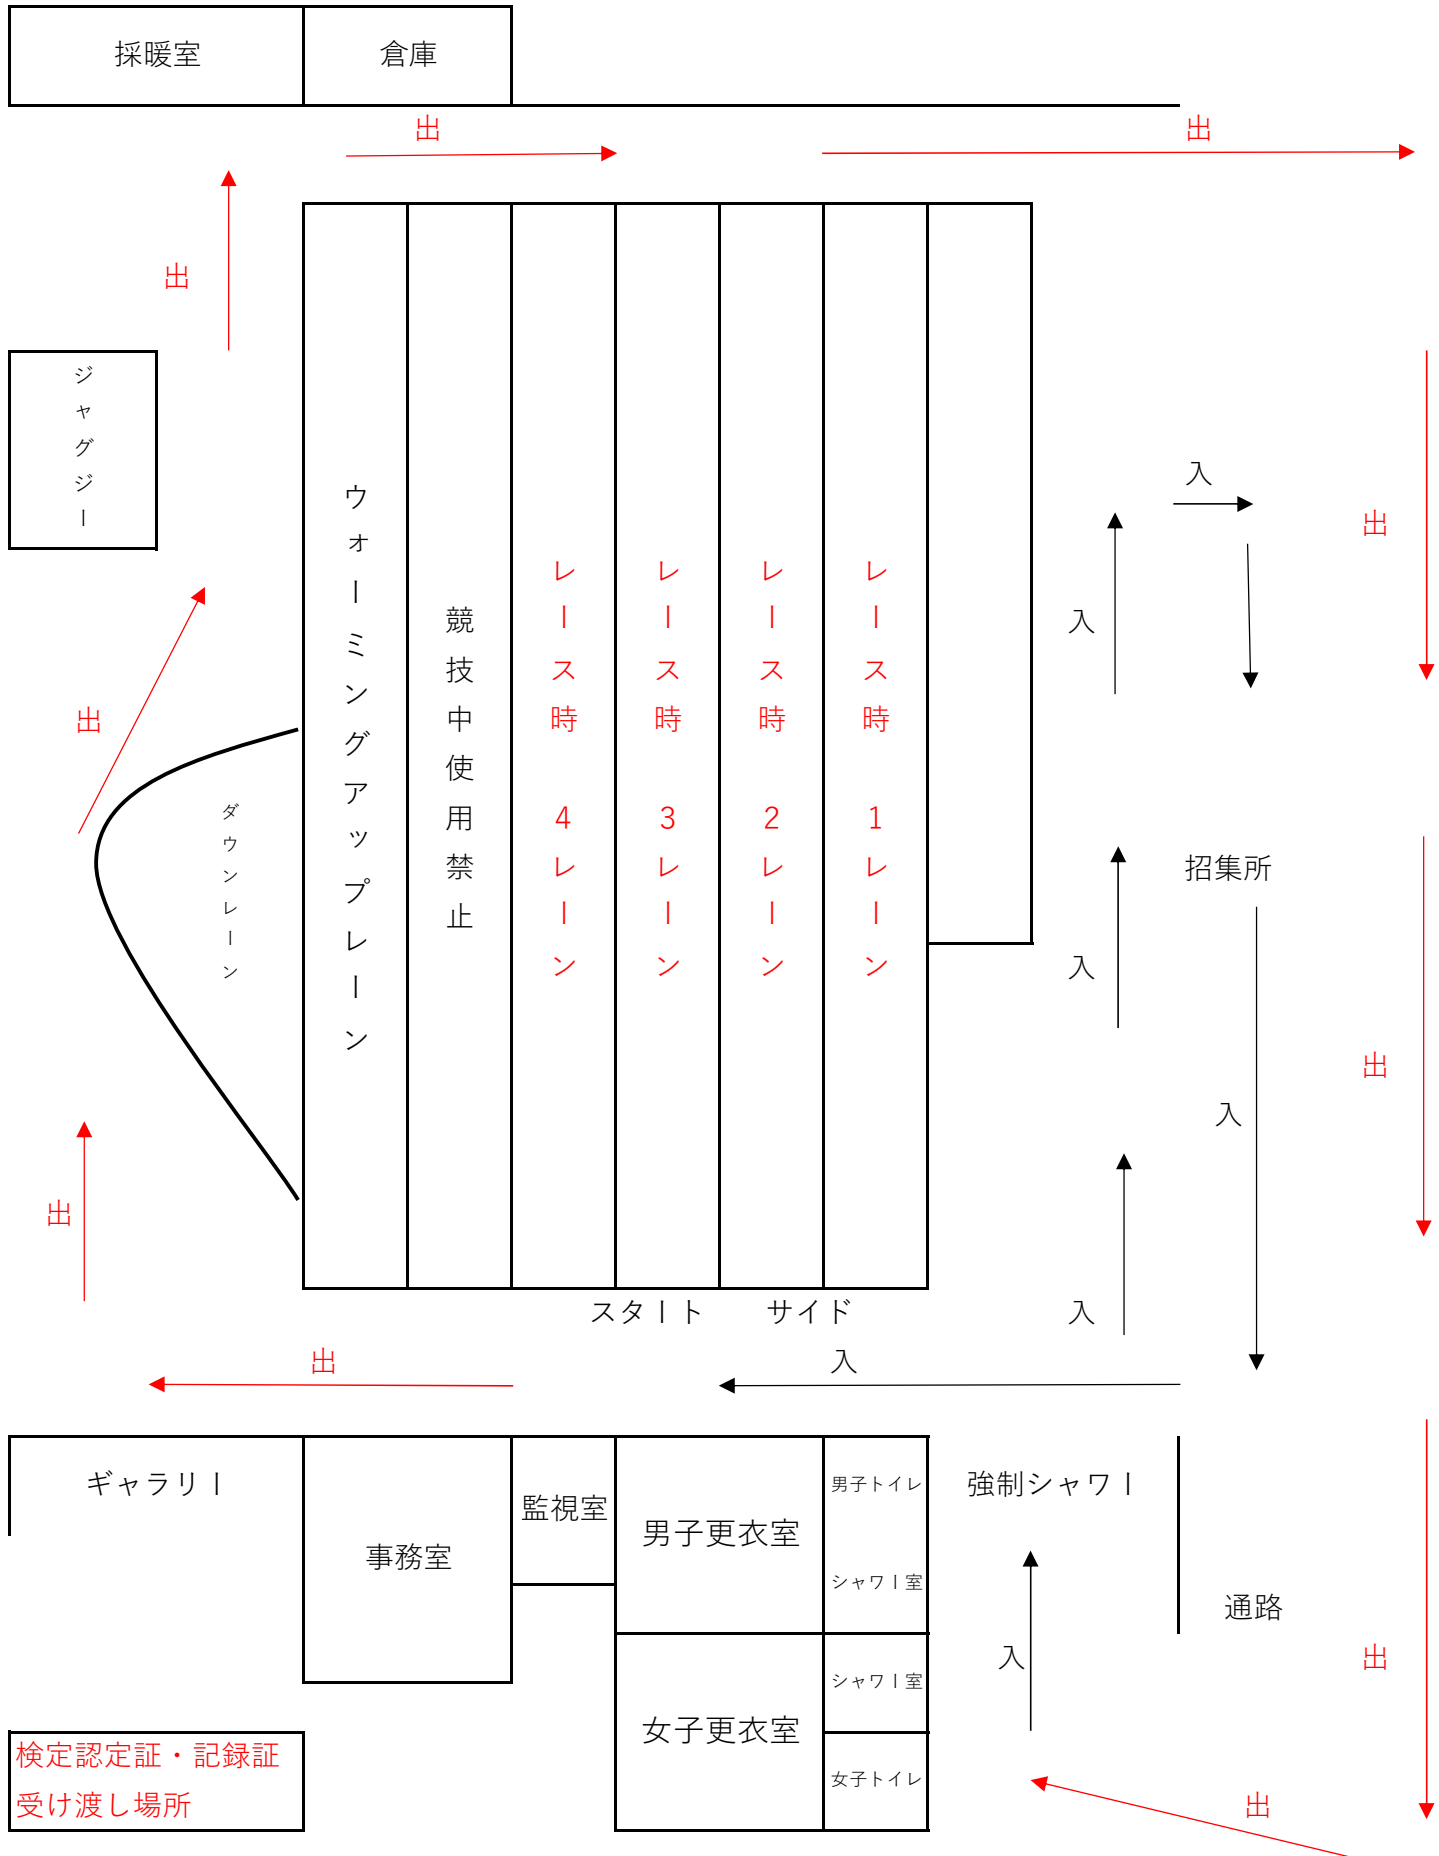 採暖室
倉庫
出
出
出
ジャグジー
ウォーミングアップレーン
競技中使用禁止
レース時　4レーン
レース時　3レーン
レース時　2レーン
レース時　1レーン
入
出
入
出
ダウンレーン
招集所
入
出
入
出
入
スタート　サイド
出
入
ギャラリー
事務室
監視室
男子更衣室
男子トイレ
シャワー室
強制シャワー
通路
入
出
女子更衣室
シャワー室
女子トイレ
検定認定証・記録証
受け渡し場所
出